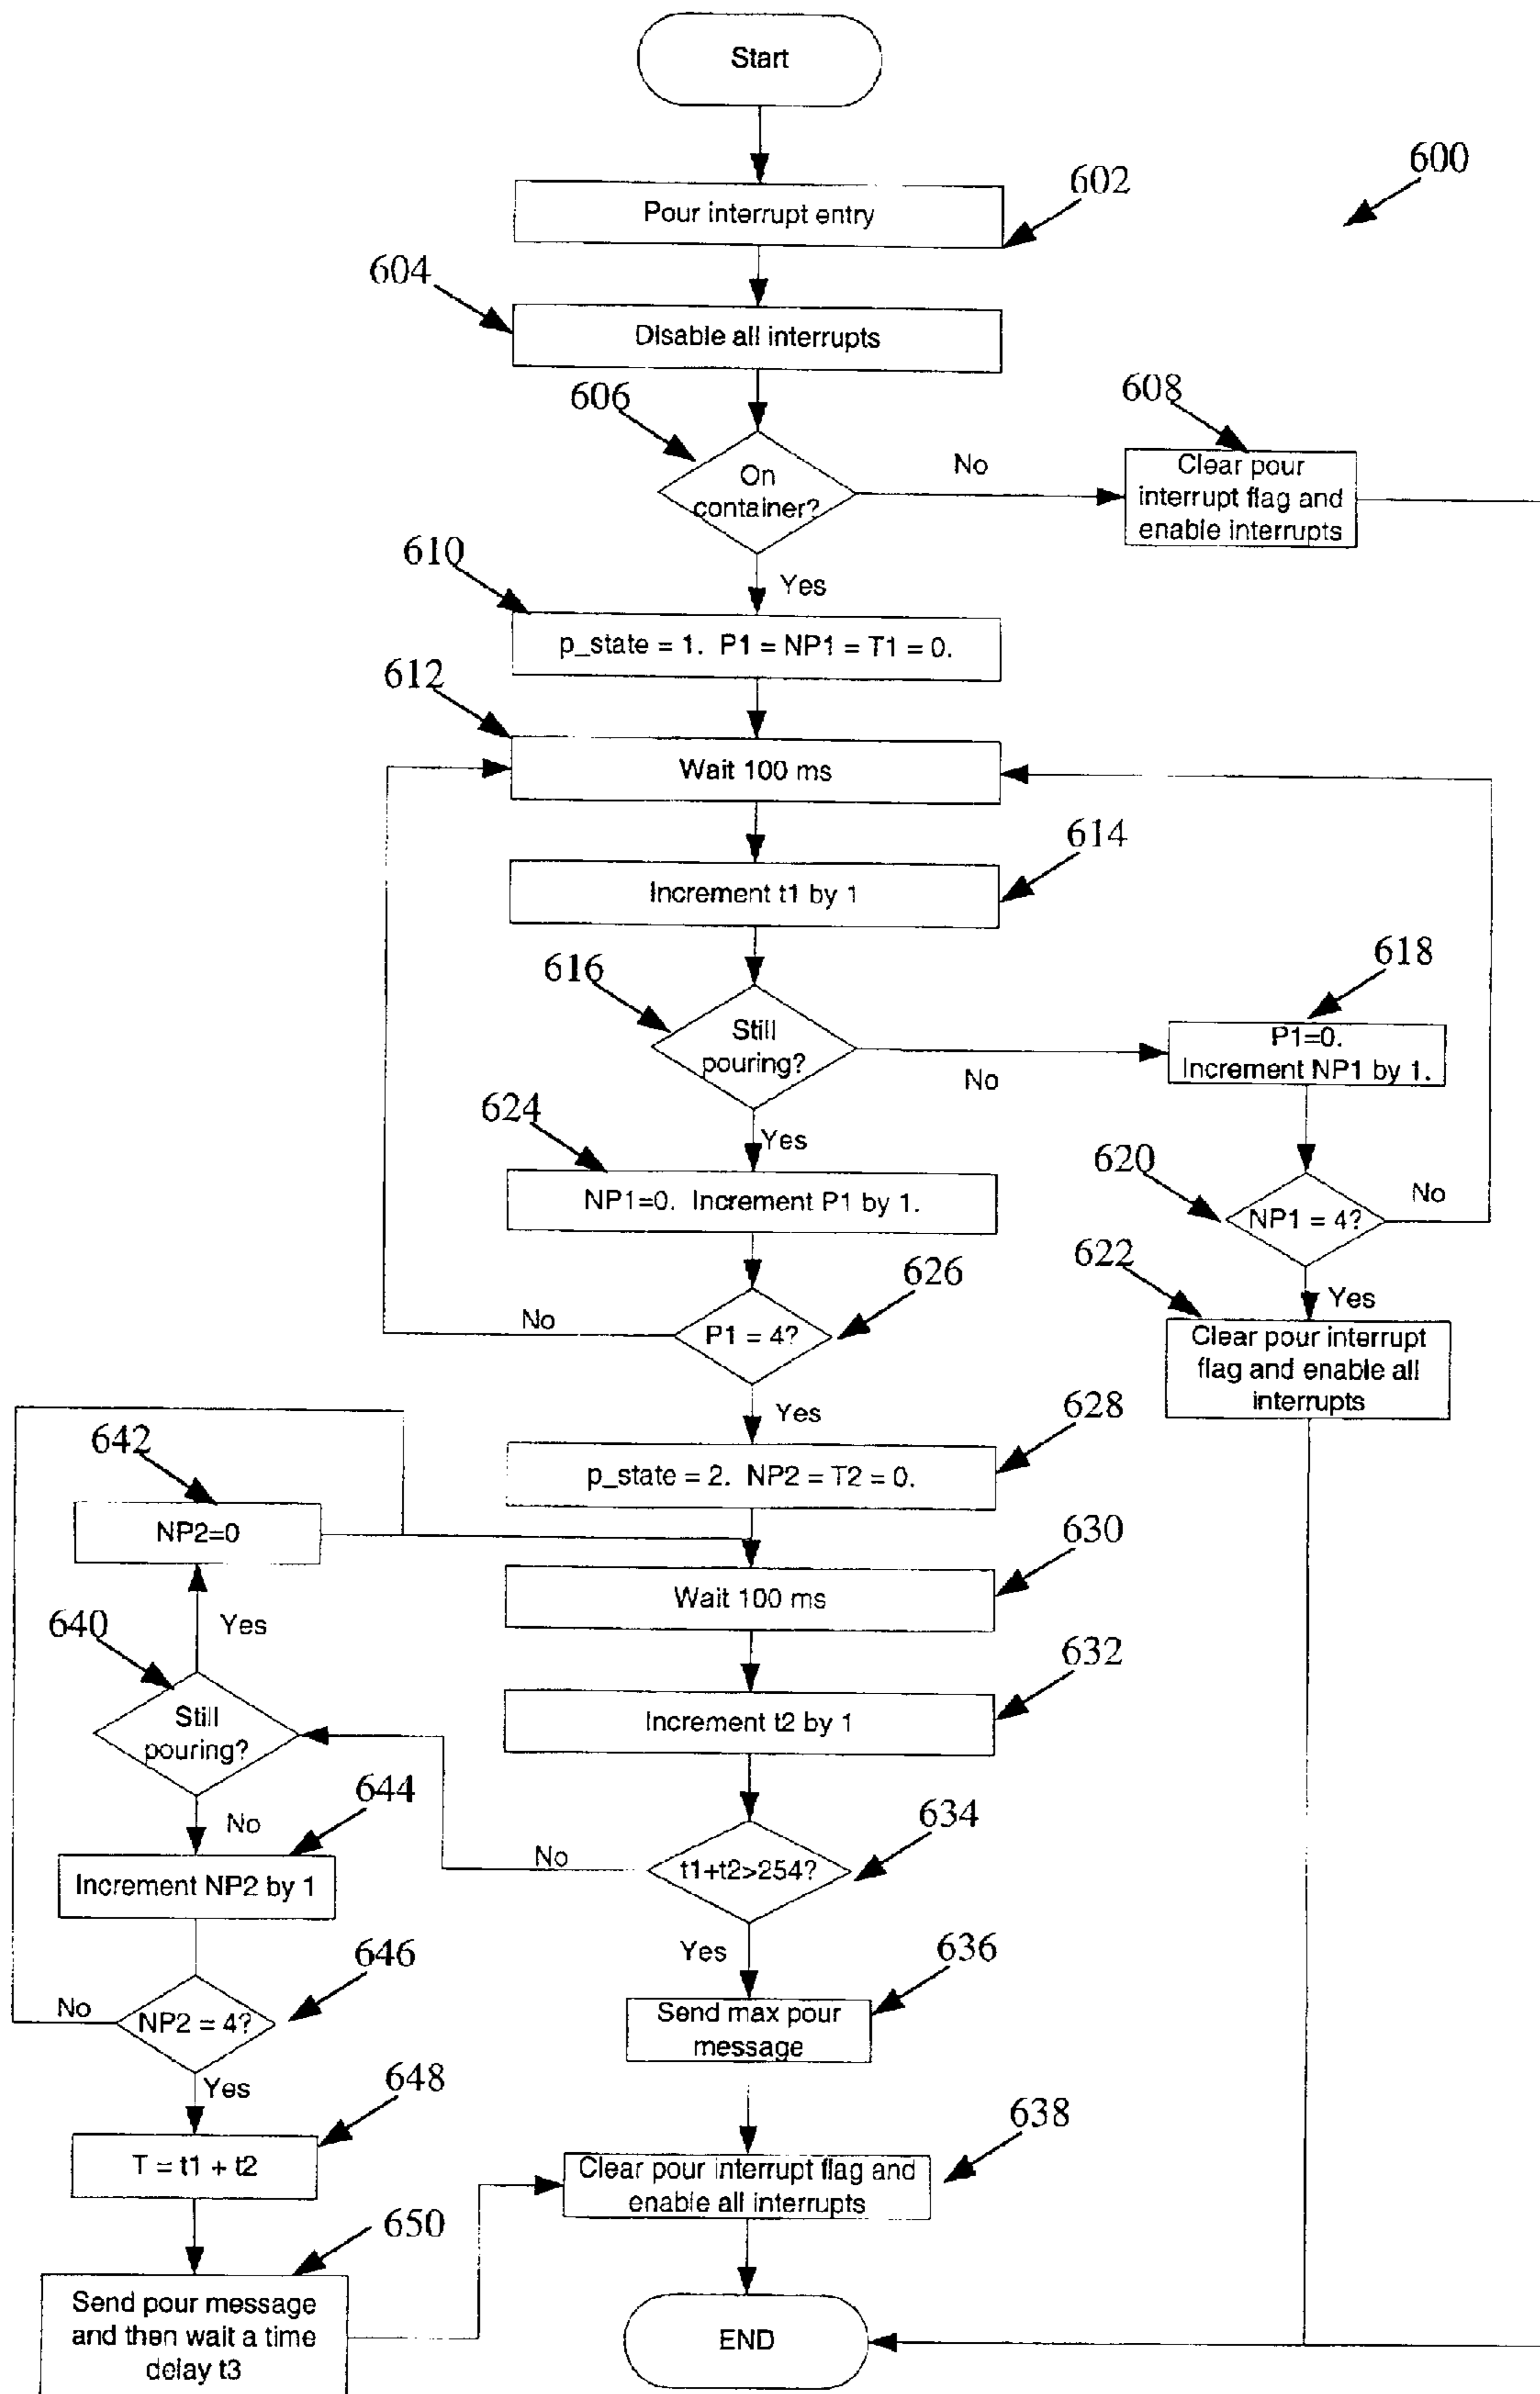 Start
600
602
Pour interrupt entry
604
Disable all interrupts
606
608
On
container?
No
Clear pour
interrupt flag and
enable interrupts
Yes
610
p_state = 1. P1 = NP1 = T1 = 0.
612
Wait 100 ms
614
Increment t1 by 1
616
618
Still
pouring?
No
P1=0.
Increment NP1 by 1.
624
Yes
NP1=0. Increment P1 by 1.
620
NP1 = 4?
No
622
Yes
Clear pour interrupt
flag and enable all
interrupts
626
P1 = 4?
No
Yes
628
p_state = 2. NP2 = T2 = 0.
642
NP2=0
630
Wait 100 ms
640
Yes
Still
pouring?
632
Increment t2 by 1
644
No
Increment NP2 by 1
634
t1+t2>254?
No
Yes
636
Send max pour
message
646
No
NP2 = 4?
Yes
648
T = t1 + t2
638
Clear pour interrupt flag and
enable all interrupts
650
Send pour message
and then wait a time
delay t3
END